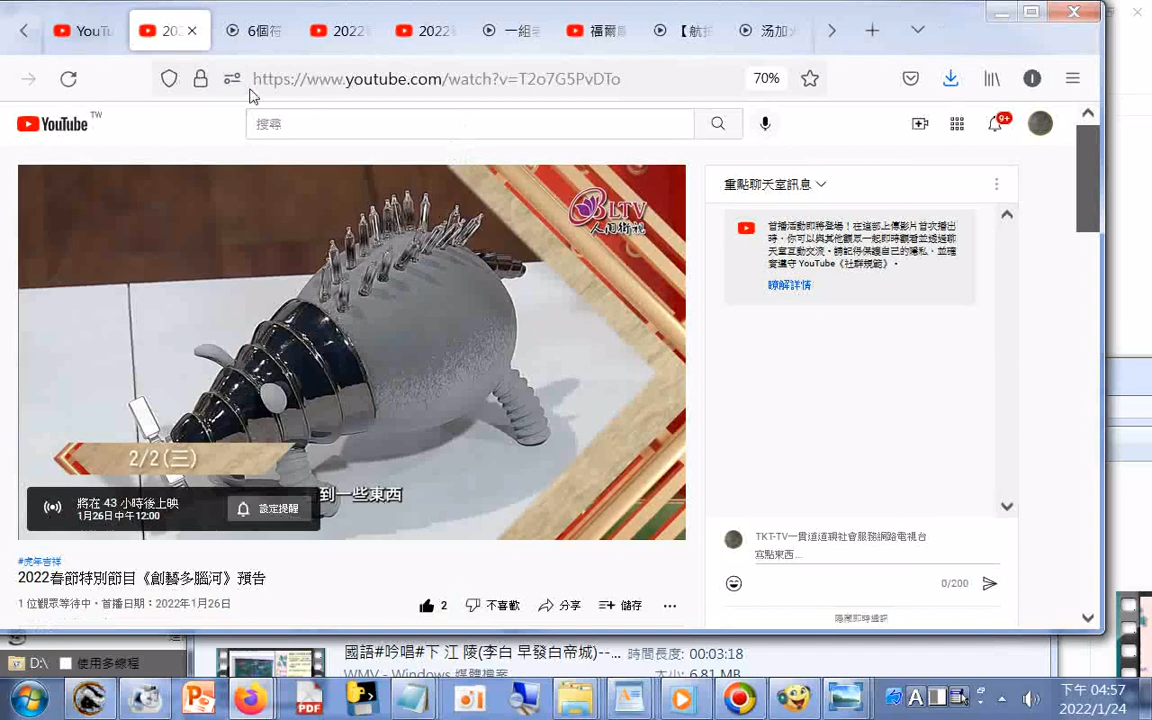 YouT
202
6個符
2022
2022
一組
福爾
【航拍
汤加
https://www.youtube.com/watch?v=T2o7G5PvDTo
70%
YouTube TW
搜尋
9+
重點聊天室訊息
首播活動即將登場！在這部上傳影片首次播出
時，你可以與其他觀眾一起即時觀看並透過聊
天室互動交流。請記得保護自己的隱私，並確
實遵守 YouTube《社群規範》。
瞭解詳情
BLTV
人間衛視
2/2(三)
到一些東西
將在 43 小時後上映
1月26日中午12:00
設定提醒
#虎年吉祥
2022春節特別節目《創藝多腦河》預告
1 位觀眾等待中・首播日期：2022年1月26日
2
不喜歡
分享
儲存
TKT-TV一貫道道親社會服務網路電視台
寫點東西...
0/200
隱藏即時通訊
D:\
使用多線程
國語#吟唱#下 江 陵(李白 早發白帝城)--...
時間長度: 00:03:18
WMV - Windows 媒體檔案
大小: 6.81 MB
PDF
A
下午 04:57
2022/1/24